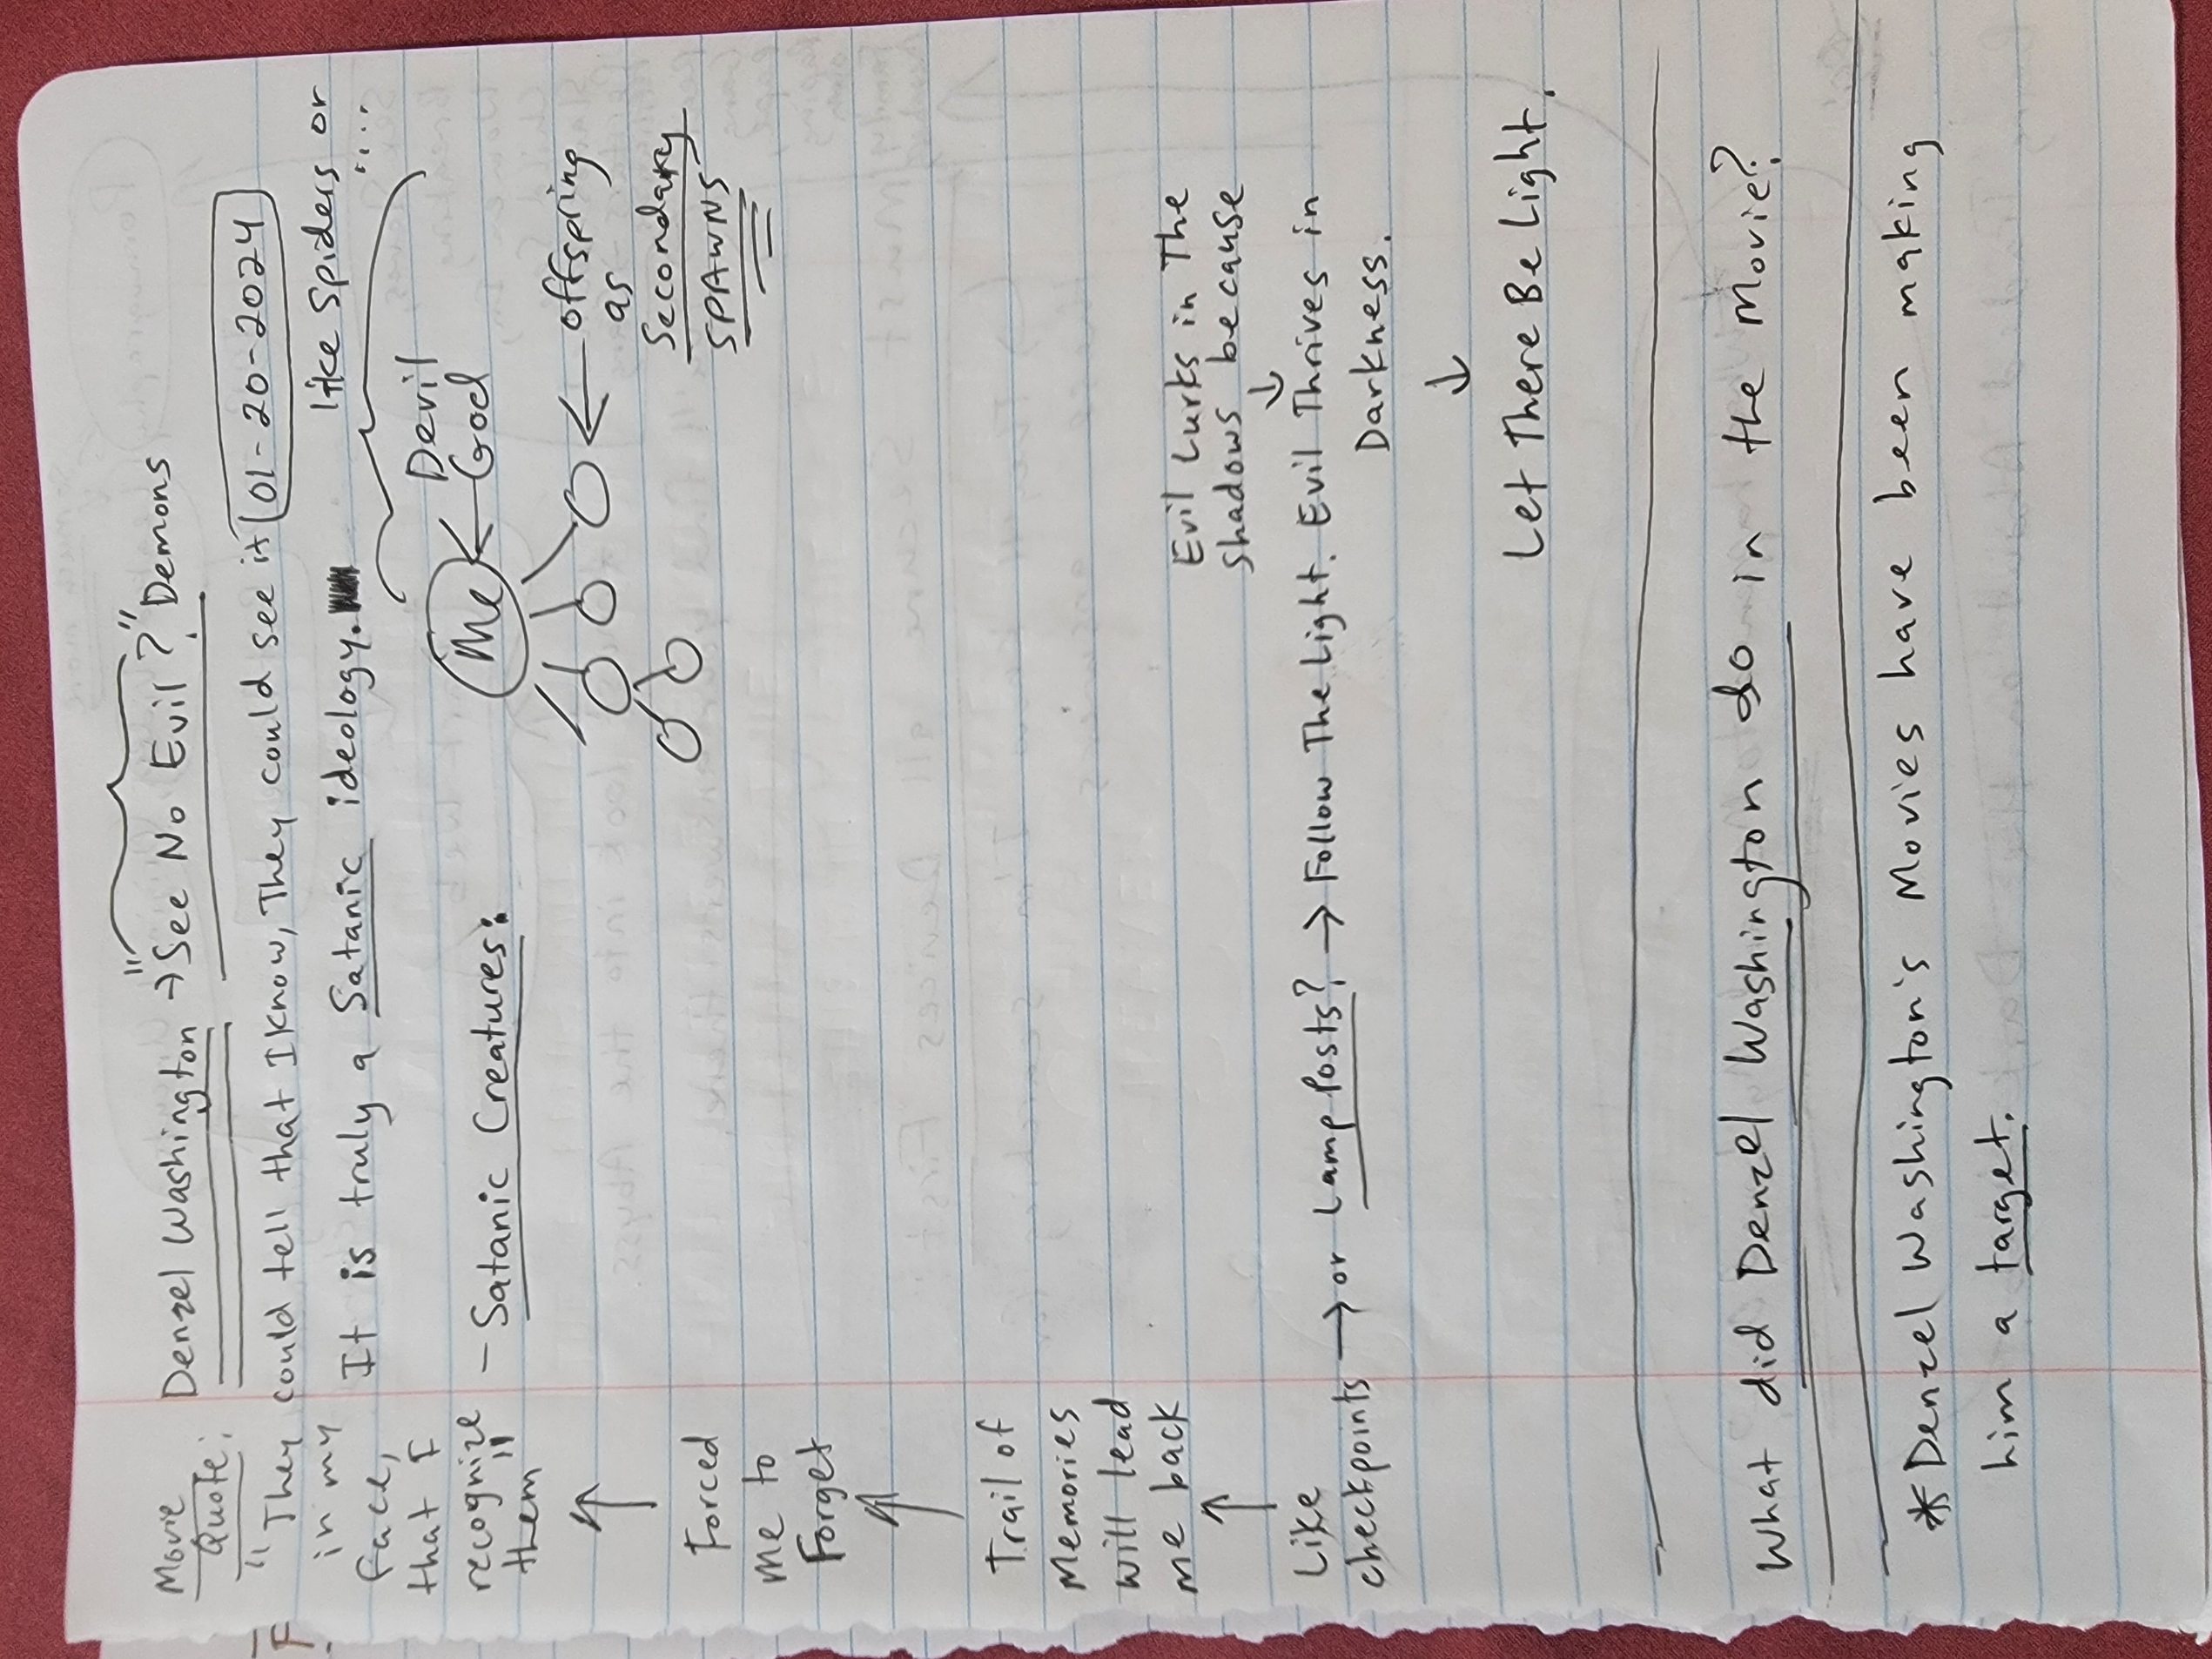 Movie
Quote:
Denzel Washington → "See No Evil?" Demons
"They could tell that I know, They could see it
in my
face,
that I
recognize
them"
01-20-2024
It is truly a Satanic ideology.
like Spiders or
"....
Devil
God
Me
- Satanic Creatures:
offspring
as
Secondary
SPAWNS
Forced
me to
Forget
Trail of
Memories
will lead
me back
Like
checkpoints → or Lamp Posts? → Follow The Light. Evil Thrives in
Darkness.
Evil Lurks in The
Shadows because
Let There Be Light.
What did Denzel Washington do in the Movie?
* Denzel Washington's Movies have been making
him a target.